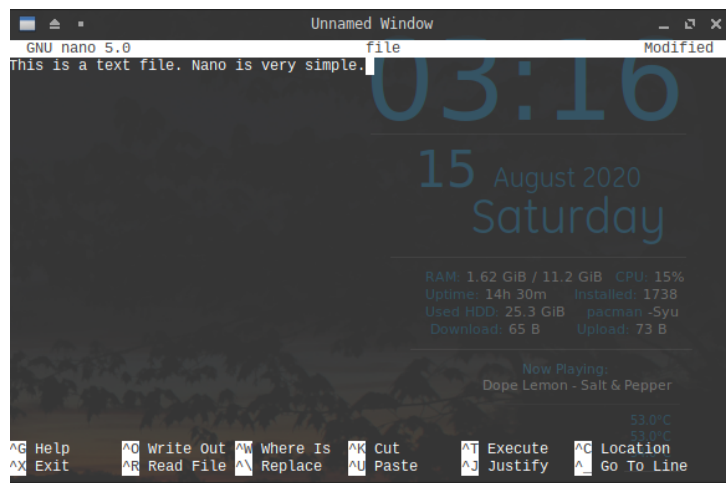 Unnamed Window
GNU nano 5.0 file Modified
This is a text file. Nano is very simple.
03:16
15 August 2020
Saturday
RAM: 1.62 GiB / 11.2 GiB CPU: 15%
Uptime: 14h 30m Installed: 1738
Used HDD: 25.3 GiB pacman -Syu
Download: 65 B Upload: 73 B
Now Playing:
Dope Lemon - Salt & Pepper
53.0°C
53.0°C
^G Help ^O Write Out ^W Where Is ^K Cut ^T Execute ^C Location
^X Exit ^R Read File ^\ Replace ^U Paste ^J Justify ^_ Go To Line